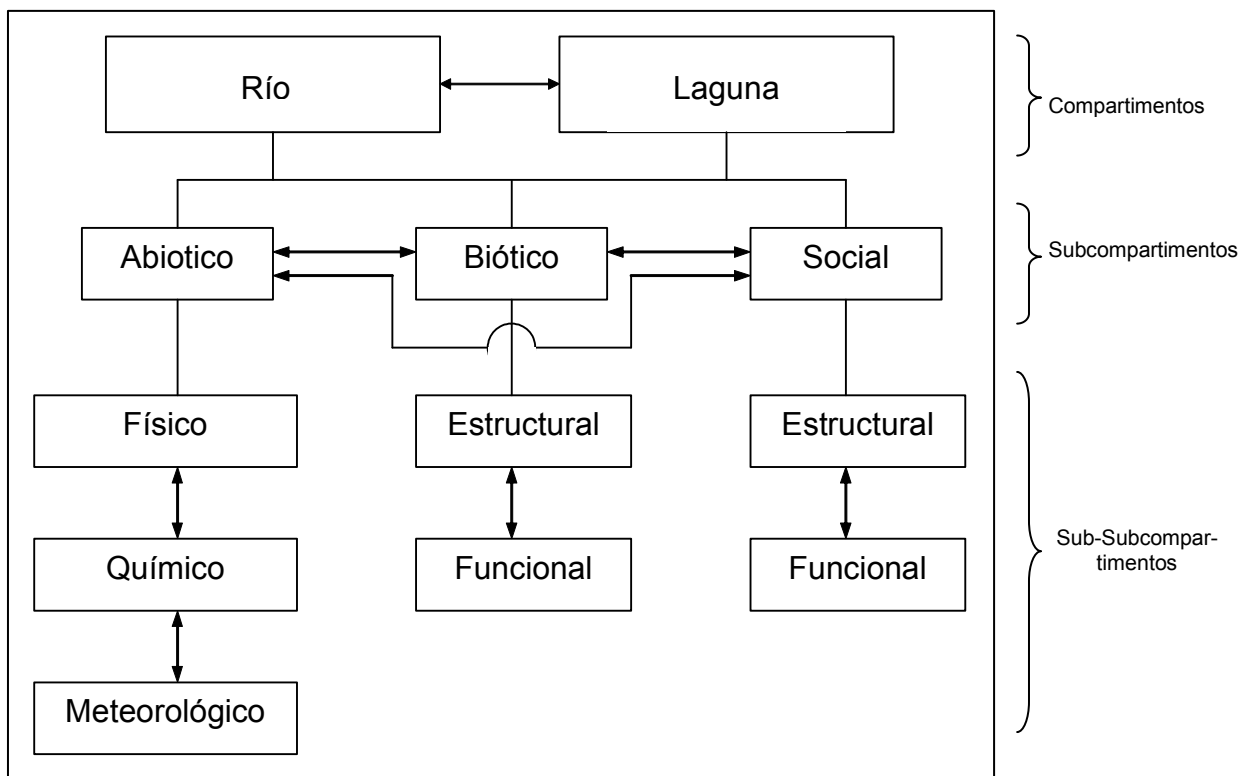 Río
Laguna
Compartimentos
Abiotico
Biótico
Social
Subcompartimentos
Físico
Estructural
Estructural
Químico
Funcional
Funcional
Sub-Subcompar-
timentos
Meteorológico